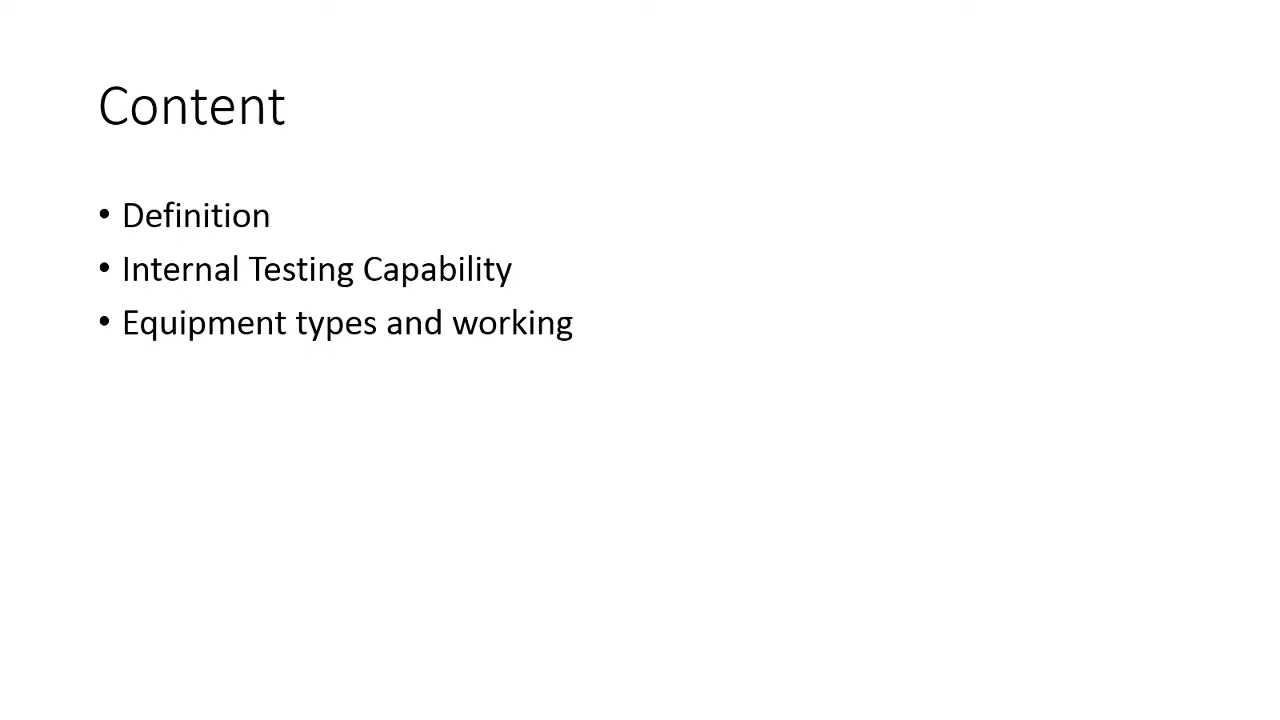 Content
• Definition
• Internal Testing Capability
• Equipment types and working